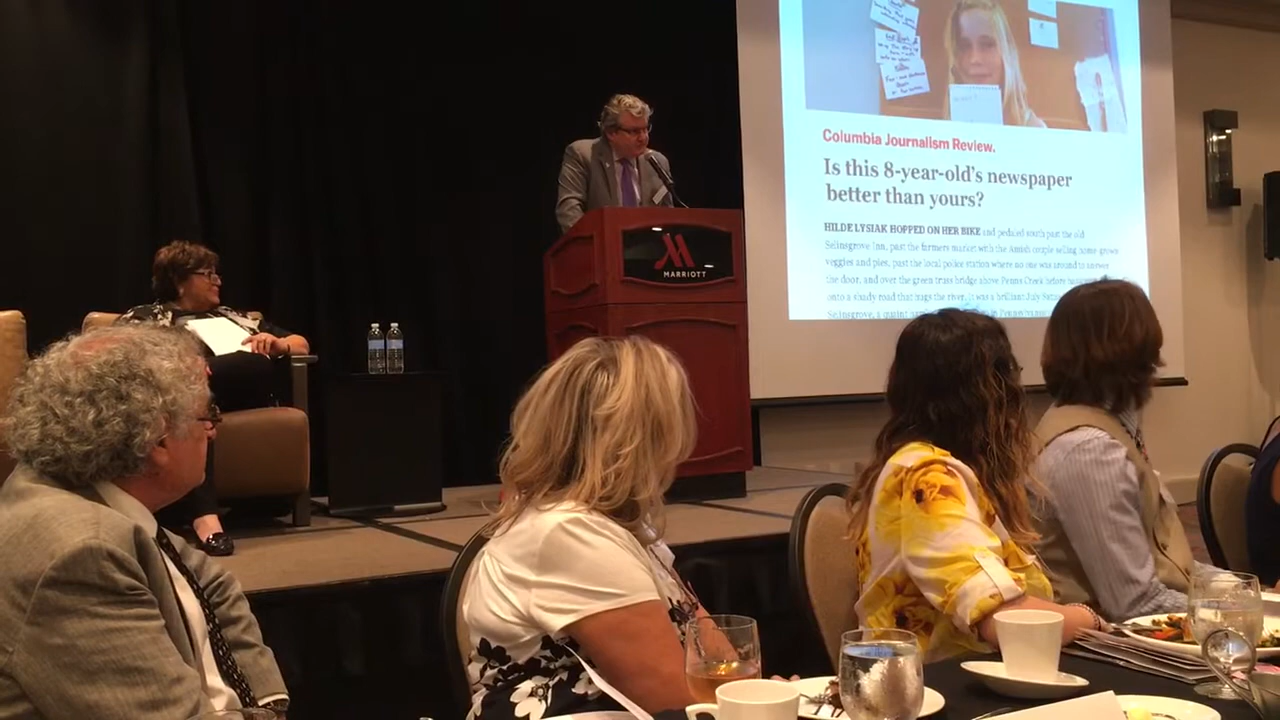 Columbia Journalism Review.
Is this 8-year-old's newspaper
better than yours?
HILDE LYSIAK HOPPED ON HER BIKE and pedaled south past the old
Selinsgrove Inn, past the farmers market with the Amish couple selling home-grown
veggies and pies, past the local police station where no one was around to answer
the door, and over the green truss bridge above Penns Creek before
onto a shady road that hugs the river. It was a brilliant July
Selinsgrove, a quaint
MARRIOTT